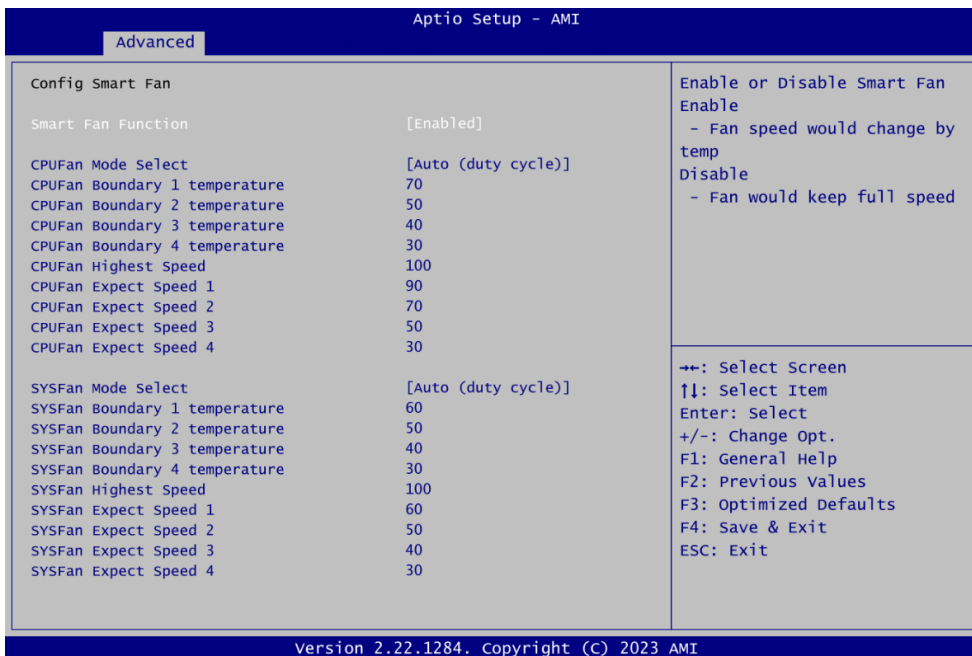 Aptio Setup - AMI
Advanced
Config Smart Fan
Smart Fan Function [Enabled]
CPUFan Mode Select [Auto (duty cycle)]
CPUFan Boundary 1 temperature 70
CPUFan Boundary 2 temperature 50
CPUFan Boundary 3 temperature 40
CPUFan Boundary 4 temperature 30
CPUFan Highest Speed 100
CPUFan Expect Speed 1 90
CPUFan Expect Speed 2 70
CPUFan Expect Speed 3 50
CPUFan Expect Speed 4 30
SYSFan Mode Select [Auto (duty cycle)]
SYSFan Boundary 1 temperature 60
SYSFan Boundary 2 temperature 50
SYSFan Boundary 3 temperature 40
SYSFan Boundary 4 temperature 30
SYSFan Highest Speed 100
SYSFan Expect Speed 1 60
SYSFan Expect Speed 2 50
SYSFan Expect Speed 3 40
SYSFan Expect Speed 4 30
Enable or Disable Smart Fan
Enable
- Fan speed would change by
temp
Disable
- Fan would keep full speed
→←: Select Screen
↑↓: Select Item
Enter: Select
+/-: Change Opt.
F1: General Help
F2: Previous Values
F3: Optimized Defaults
F4: Save & Exit
ESC: Exit
Version 2.22.1284. Copyright (C) 2023 AMI